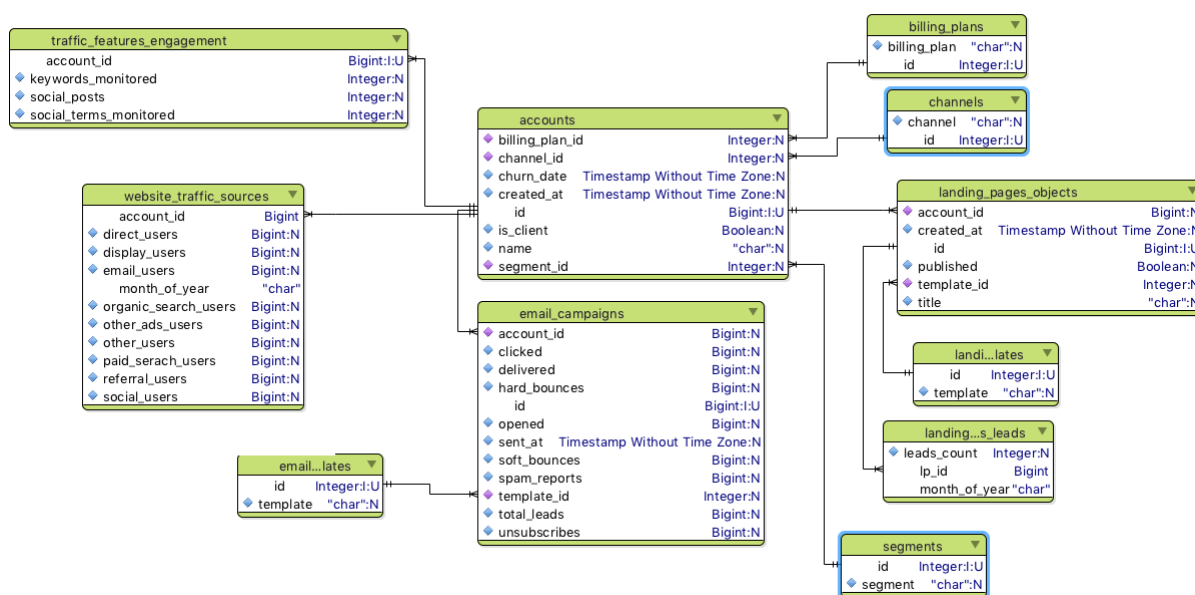 traffic_features_engagement
account_id Bigint:I:U
keywords_monitored Integer:N
social_posts Integer:N
social_terms_monitored Integer:N
website_traffic_sources
account_id Bigint
direct_users Bigint:N
display_users Bigint:N
email_users Bigint:N
month_of_year "char"
organic_search_users Bigint:N
other_ads_users Bigint:N
other_users Bigint:N
paid_serach_users Bigint:N
referral_users Bigint:N
social_users Bigint:N
email...lates
id Integer:I:U
template "char":N
accounts
billing_plan_id Integer:N
channel_id Integer:N
churn_date Timestamp Without Time Zone:N
created_at Timestamp Without Time Zone:N
id Bigint:I:U
is_client Boolean:N
name "char":N
segment_id Integer:N
email_campaigns
account_id Bigint:N
clicked Bigint:N
delivered Bigint:N
hard_bounces Bigint:N
id Bigint:I:U
opened Bigint:N
sent_at Timestamp Without Time Zone:N
soft_bounces Bigint:N
spam_reports Bigint:N
template_id Integer:N
total_leads Bigint:N
unsubscribes Bigint:N
billing_plans
billing_plan "char":N
id Integer:I:U
channels
channel "char":N
id Integer:I:U
landing_pages_objects
account_id Bigint:N
created_at Timestamp Without Time Zone:N
id Bigint:I:U
published Boolean:N
template_id Integer:N
title "char":N
landi...lates
id Integer:I:U
template "char":N
landing...s_leads
leads_count Integer:N
lp_id Bigint
month_of_year "char"
segments
id Integer:I:U
segment "char":N